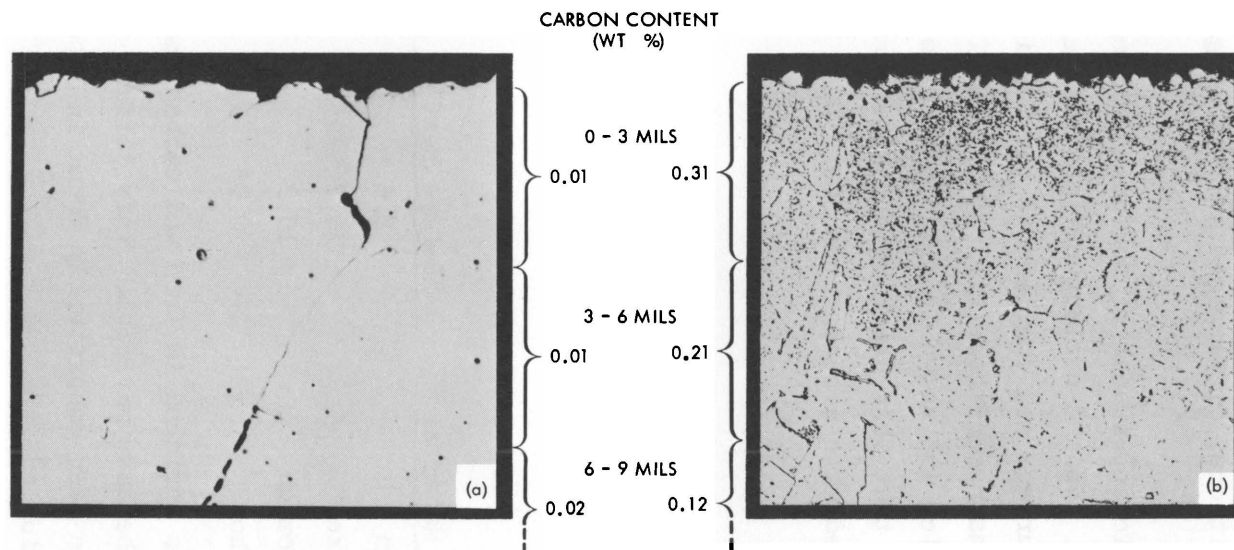 CARBON CONTENT
(WT %)
0 - 3 MILS
0.01 0.31
3 - 6 MILS
0.01 0.21
6 - 9 MILS
(a) (b)
0.02 0.12